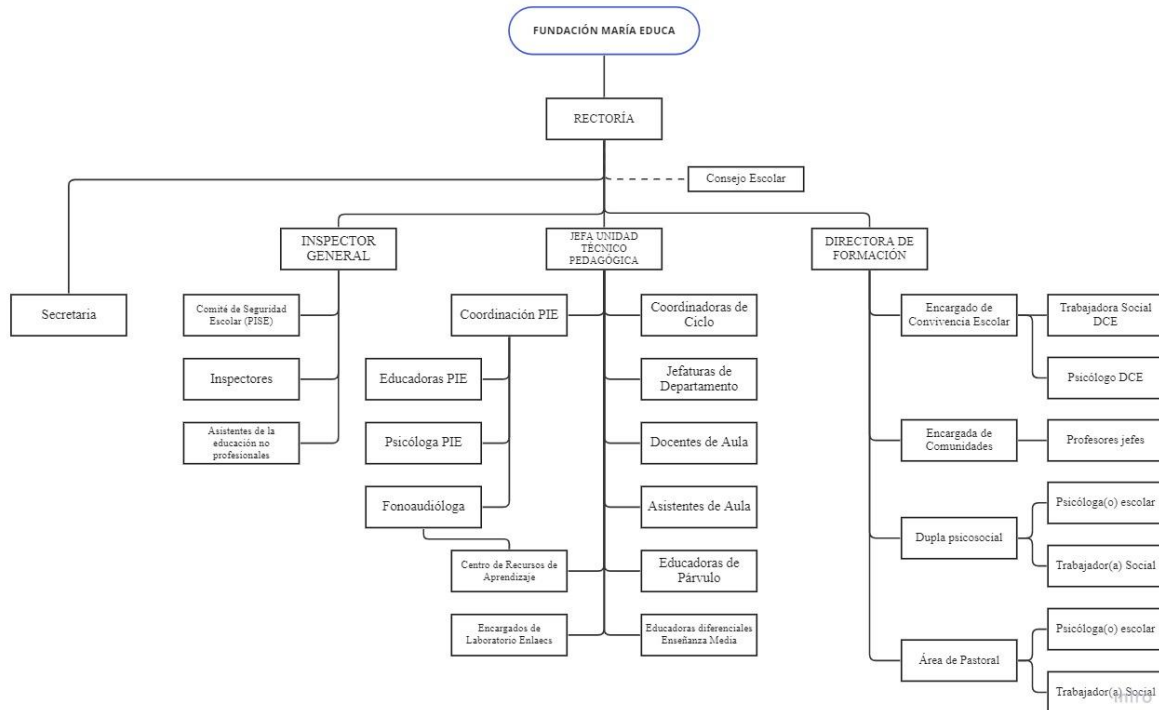 FUNDACIÓN MARÍA EDUCA
RECTORÍA
Consejo Escolar
INSPECTOR
GENERAL
JEFA UNIDAD
TÉCNICO
PEDAGÓGICA
DIRECTORA DE
FORMACIÓN
Secretaria
Comité de Seguridad
Escolar (PISE)
Inspectores
Asistentes de la
educación no
profesionales
Coordinación PIE
Educadoras PIE
Psicóloga PIE
Fonoaudióloga
Centro de Recursos de
Aprendizaje
Encargados de
Laboratorio Enlaecs
Coordinadoras de
Ciclo
Jefaturas de
Departamento
Docentes de Aula
Asistentes de Aula
Educadoras de
Párvulo
Educadoras diferenciales
Enseñanza Media
Encargado de
Convivencia Escolar
Trabajadora Social
DCE
Psicólogo DCE
Encargada de
Comunidades
Profesores jefes
Dupla psicosocial
Psicóloga(o) escolar
Trabajador(a) Social
Área de Pastoral
Psicóloga(o) escolar
Trabajador(a) Social
miro